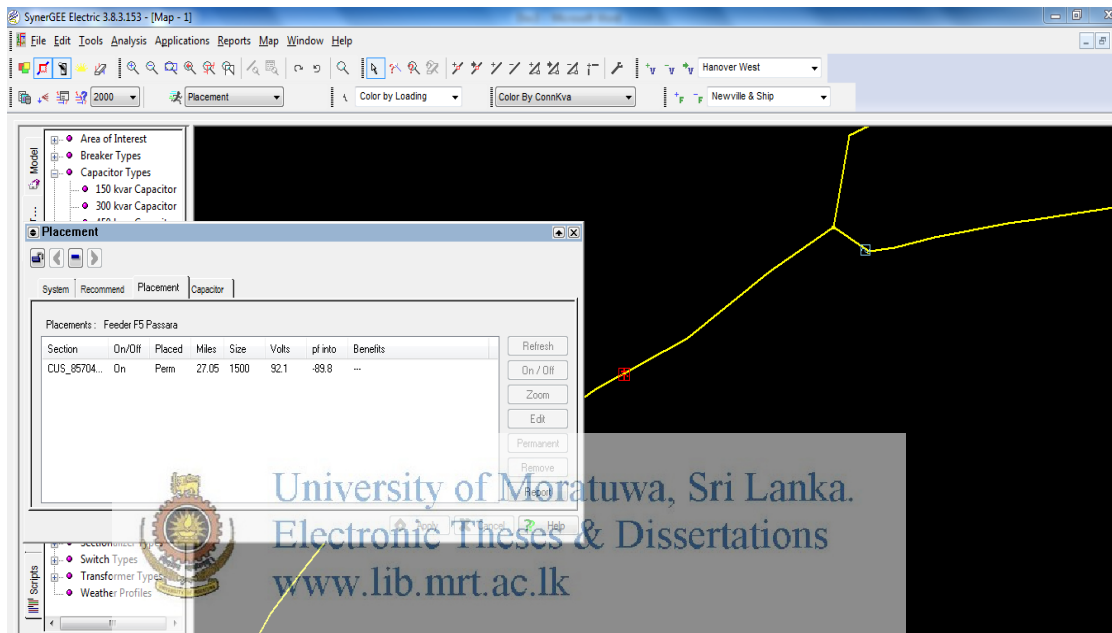 SynerGEE Electric 3.8.3.153 - [Map - 1]
File Edit Tools Analysis Applications Reports Map Window Help
Hanover West
2000 Placement Color by Loading Color By ConnKva Newville & Ship
Model
Area of Interest
Breaker Types
Capacitor Types
150 kvar Capacitor
300 kvar Capacitor
Placement
System Recommend Placement Capacitor
Placements : Feeder F5 Passara
Section On/Off Placed Miles Size Volts pf into Benefits
CUS_85704... On Perm 27.05 1500 92.1 -89.8 ---
Refresh
On / Off
Zoom
Edit
Permanent
Remove
Report
Apply Cancel Help
Switch Types
Transformer Types
Weather Profiles
Scripts
University of Moratuwa, Sri Lanka.
Electronic Theses & Dissertations
www.lib.mrt.ac.lk